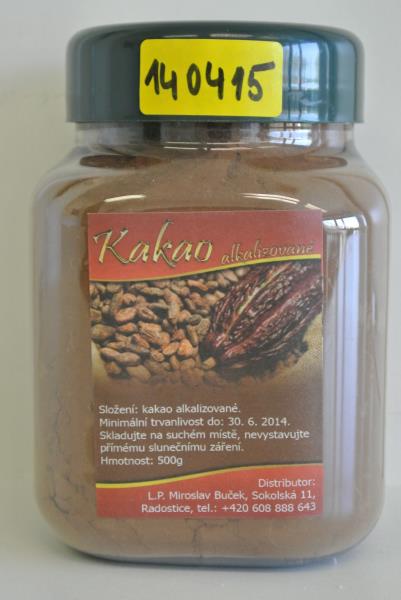 140415
Kakao alkalizované
Složení: kakao alkalizované.
Minimální trvanlivost do: 30. 6. 2014.
Skladujte na suchém místě, nevystavujte
přímému slunečnímu záření.
Hmotnost: 500g
Distributor:
L.P. Miroslav Buček, Sokolská 11,
Radostice, tel.: +420 608 888 643